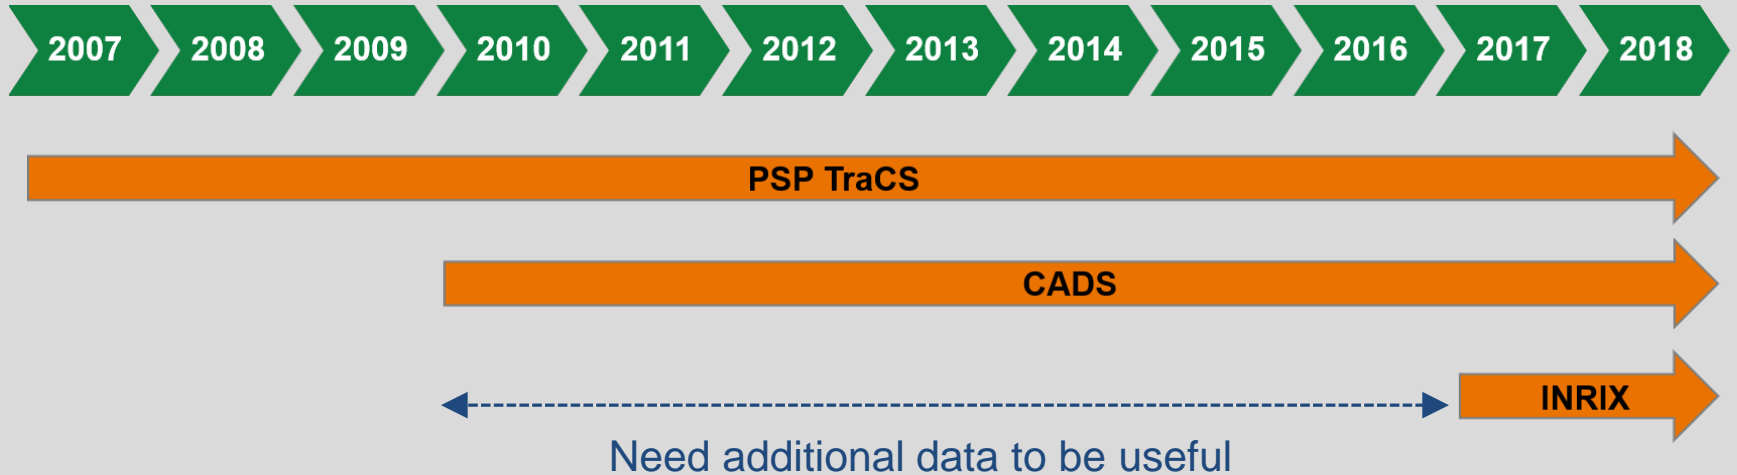 2007 2008 2009 2010 2011 2012 2013 2014 2015 2016 2017 2018
PSP TraCS
CADS
INRIX
Need additional data to be useful